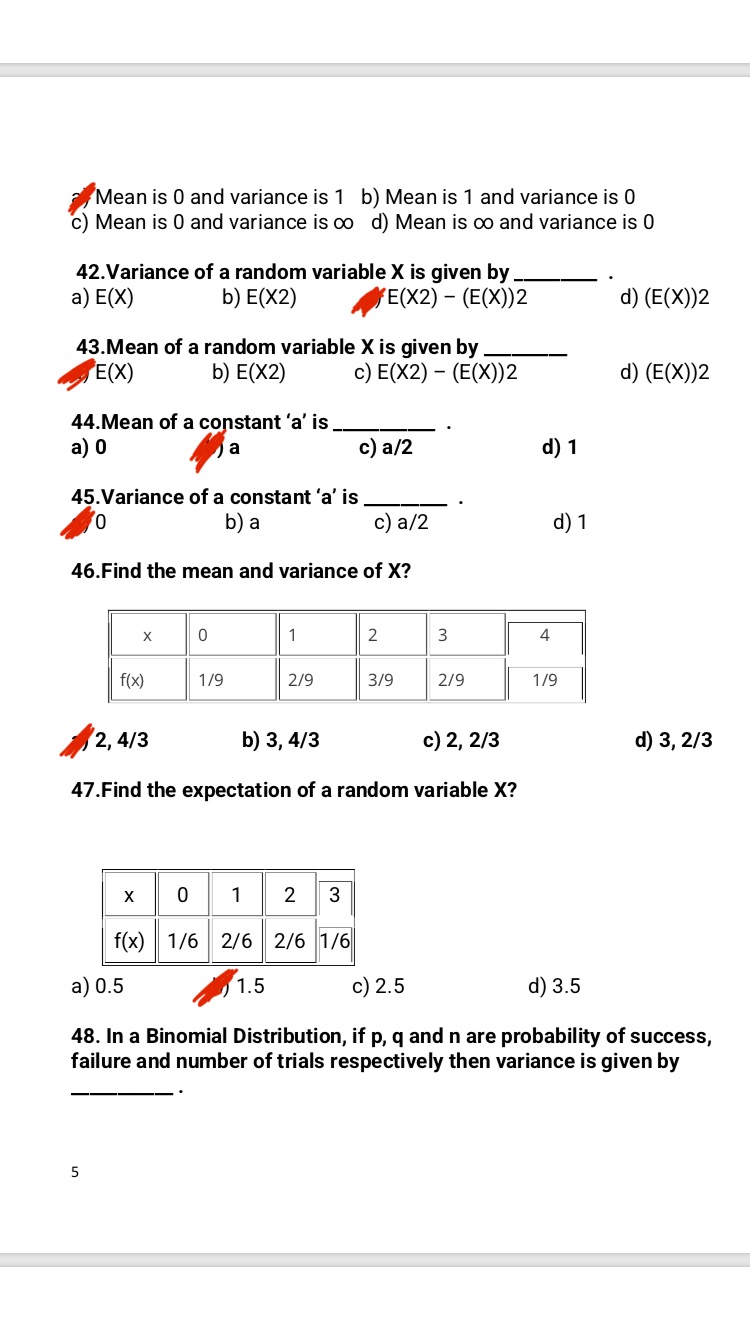 Mean is 0 and variance is 1 b) Mean is 1 and variance is 0
c) Mean is 0 and variance is ∞ d) Mean is ∞ and variance is 0
42.Variance of a random variable X is given by ________ .
a) E(X) b) E(X2) E(X2) – (E(X))2 d) (E(X))2
43.Mean of a random variable X is given by ________
E(X) b) E(X2) c) E(X2) – (E(X))2 d) (E(X))2
44.Mean of a constant ‘a’ is __________ .
a) 0 ) a c) a/2 d) 1
45.Variance of a constant ‘a’ is ________ .
0 b) a c) a/2 d) 1
46.Find the mean and variance of X?
x 0 1 2 3 4
f(x) 1/9 2/9 3/9 2/9 1/9
) 2, 4/3 b) 3, 4/3 c) 2, 2/3 d) 3, 2/3
47.Find the expectation of a random variable X?
x 0 1 2 3
f(x) 1/6 2/6 2/6 1/6
a) 0.5 ) 1.5 c) 2.5 d) 3.5
48. In a Binomial Distribution, if p, q and n are probability of success,
failure and number of trials respectively then variance is given by
__________ .
5